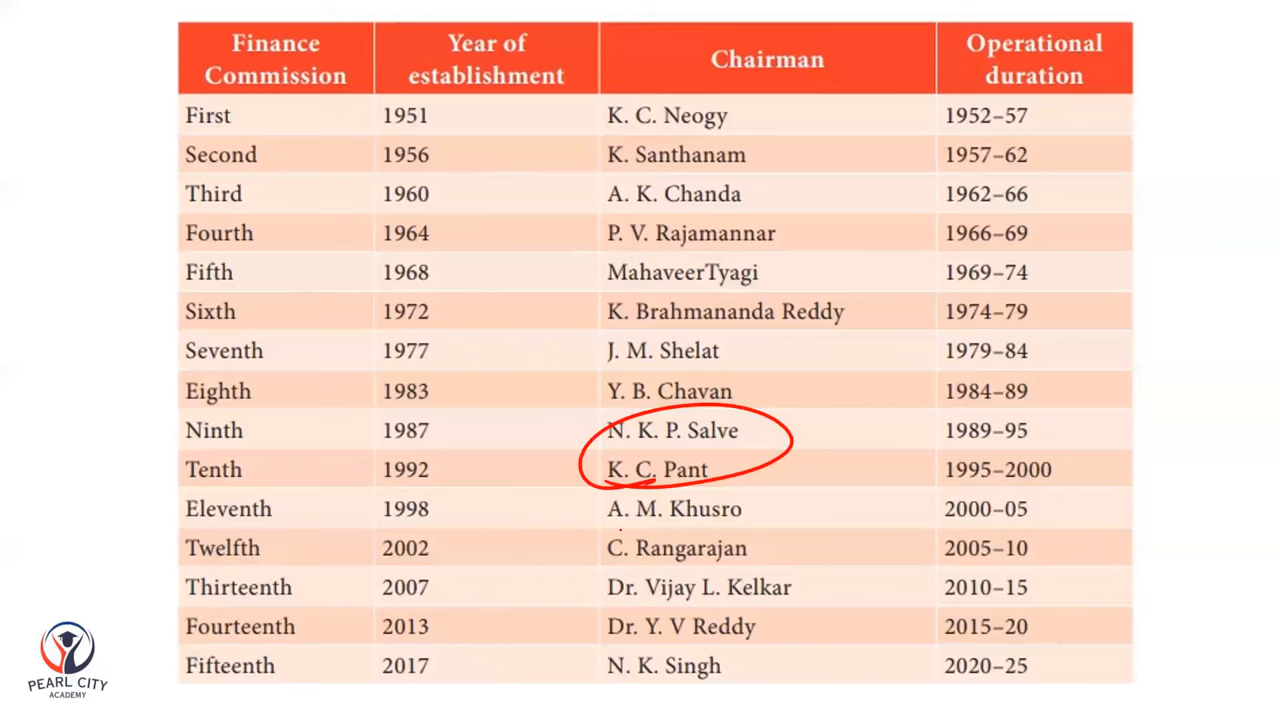 Finance Commission Year of establishment Chairman Operational duration
First 1951 K. C. Neogy 1952–57
Second 1956 K. Santhanam 1957–62
Third 1960 A. K. Chanda 1962–66
Fourth 1964 P. V. Rajamannar 1966–69
Fifth 1968 MahaveerTyagi 1969–74
Sixth 1972 K. Brahmananda Reddy 1974–79
Seventh 1977 J. M. Shelat 1979–84
Eighth 1983 Y. B. Chavan 1984–89
Ninth 1987 N. K. P. Salve 1989–95
Tenth 1992 K. C. Pant 1995–2000
Eleventh 1998 A. M. Khusro 2000–05
Twelfth 2002 C. Rangarajan 2005–10
Thirteenth 2007 Dr. Vijay L. Kelkar 2010–15
Fourteenth 2013 Dr. Y. V Reddy 2015–20
Fifteenth 2017 N. K. Singh 2020–25
PEARL CITY
ACADEMY